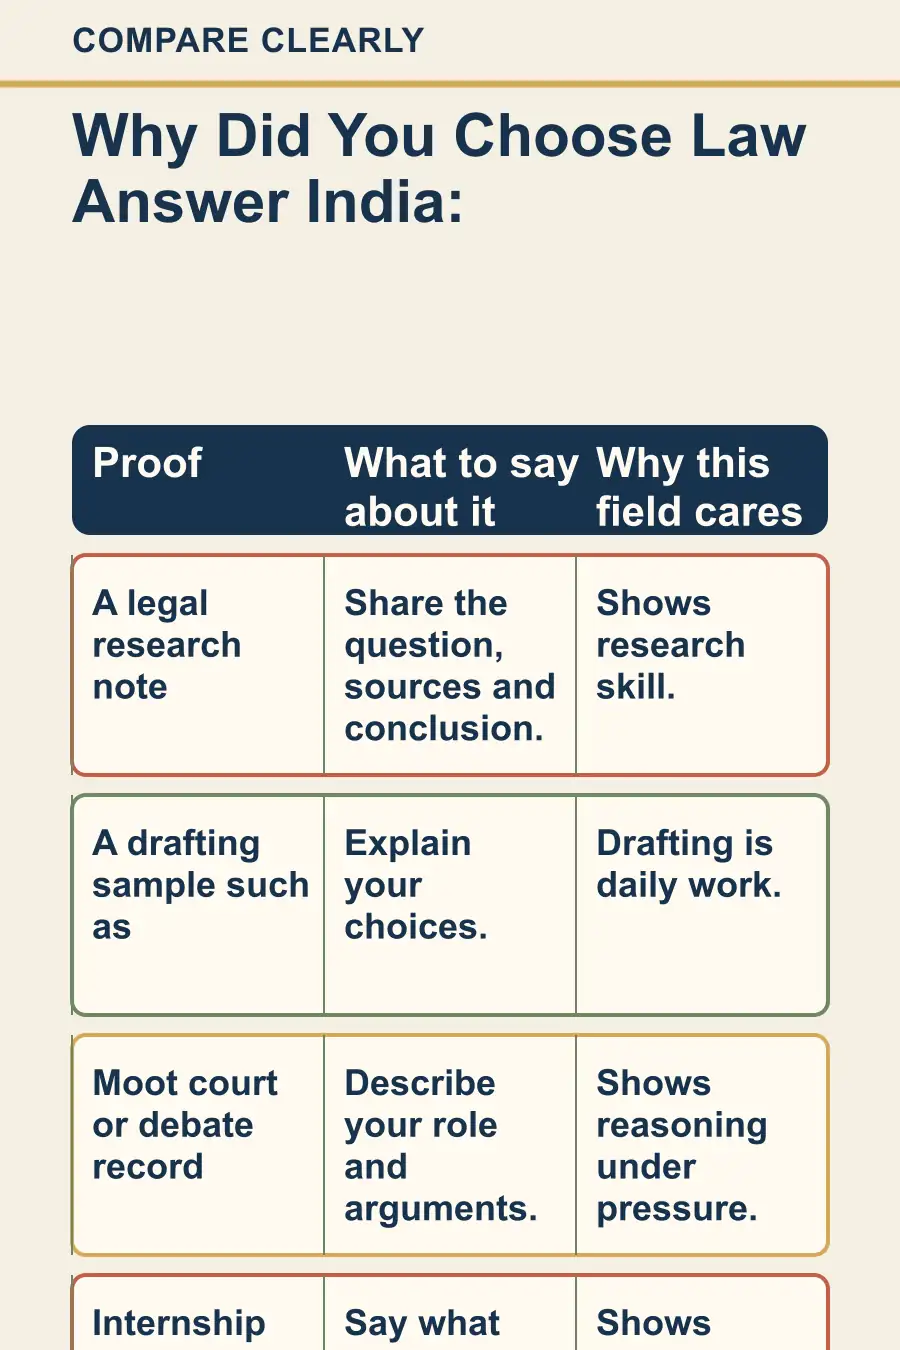 COMPARE CLEARLY
Why Did You Choose Law
Answer India:
Proof
What to say
about it
Why this
field cares
A legal
research
note
Share the
question,
sources and
conclusion.
Shows
research
skill.
A drafting
sample such
as
Explain
your
choices.
Drafting is
daily work.
Moot court
or debate
record
Describe
your role
and
arguments.
Shows
reasoning
under
pressure.
Internship
Say what
Shows